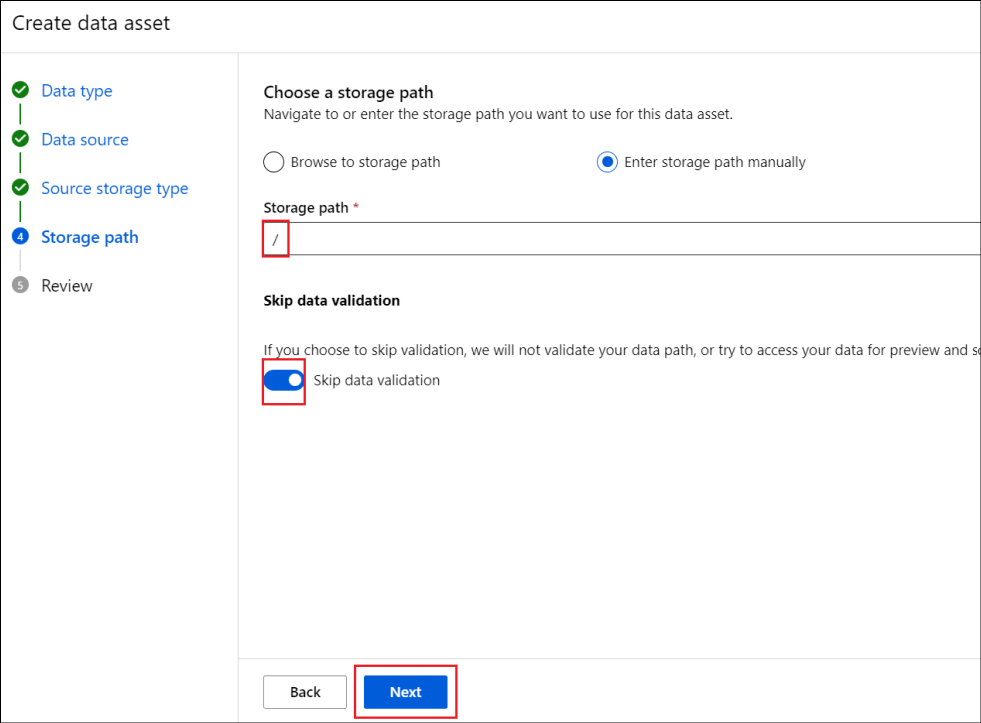 Create data asset
Data type
Data source
Source storage type
4 Storage path
5 Review
Choose a storage path
Navigate to or enter the storage path you want to use for this data asset.
Browse to storage path
Enter storage path manually
Storage path *
/
Skip data validation
If you choose to skip validation, we will not validate your data path, or try to access your data for preview and
Skip data validation
Back
Next